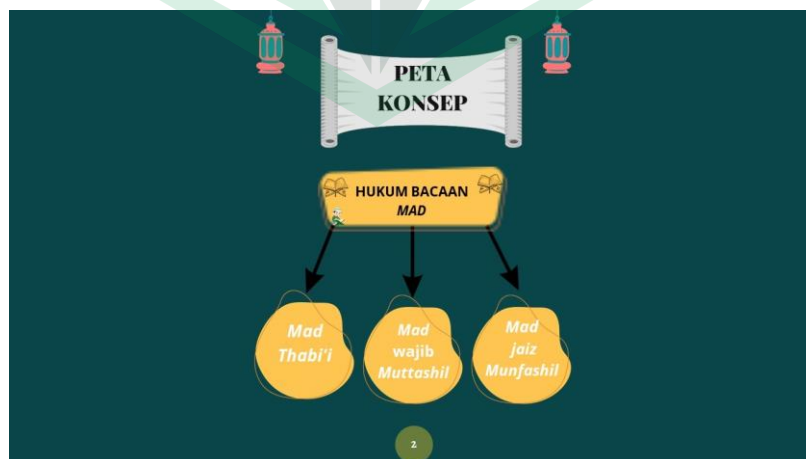 PETA
KONSEP
HUKUM BACAAN
MAD
Mad
Thabi'i
Mad
wajib
Muttashil
Mad
jaiz
Munfashil
2